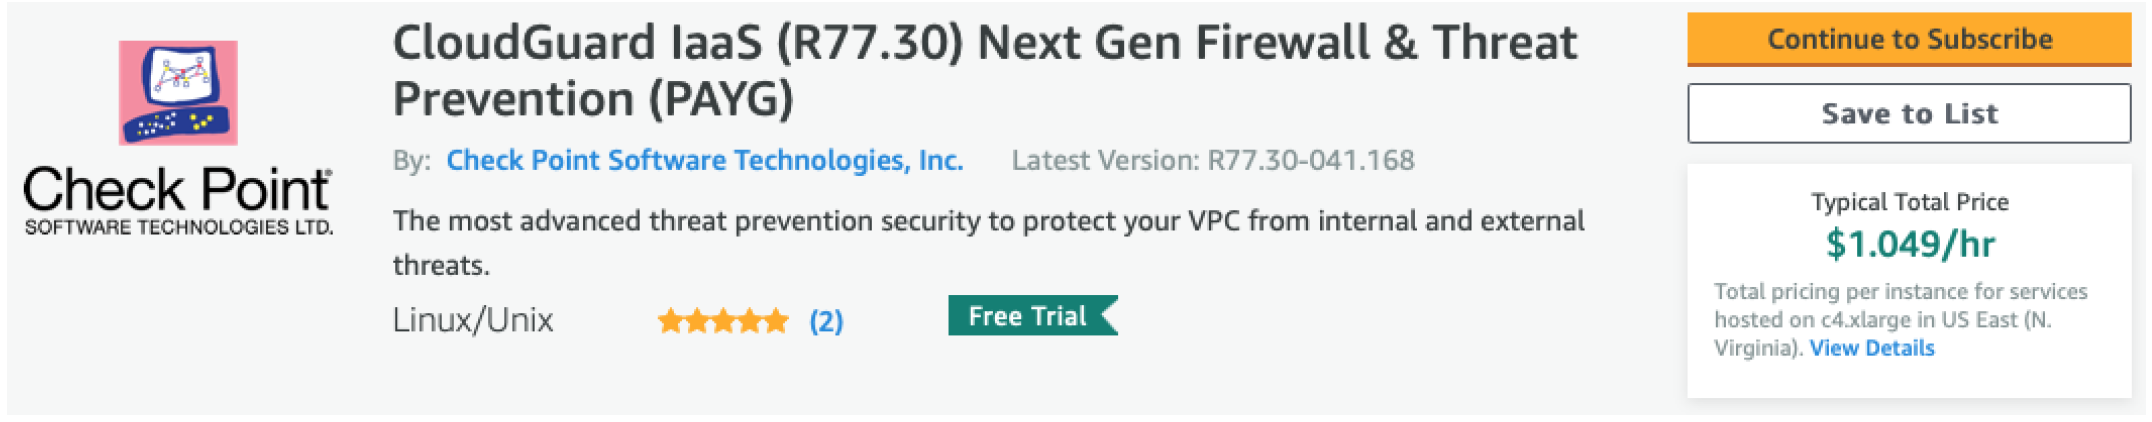 Check Point
SOFTWARE TECHNOLOGIES LTD.
CloudGuard IaaS (R77.30) Next Gen Firewall & Threat
Prevention (PAYG)
By: Check Point Software Technologies, Inc. Latest Version: R77.30-041.168
The most advanced threat prevention security to protect your VPC from internal and external
threats.
Linux/Unix (2) Free Trial
Continue to Subscribe
Save to List
Typical Total Price
$1.049/hr
Total pricing per instance for services
hosted on c4.xlarge in US East (N.
Virginia). View Details